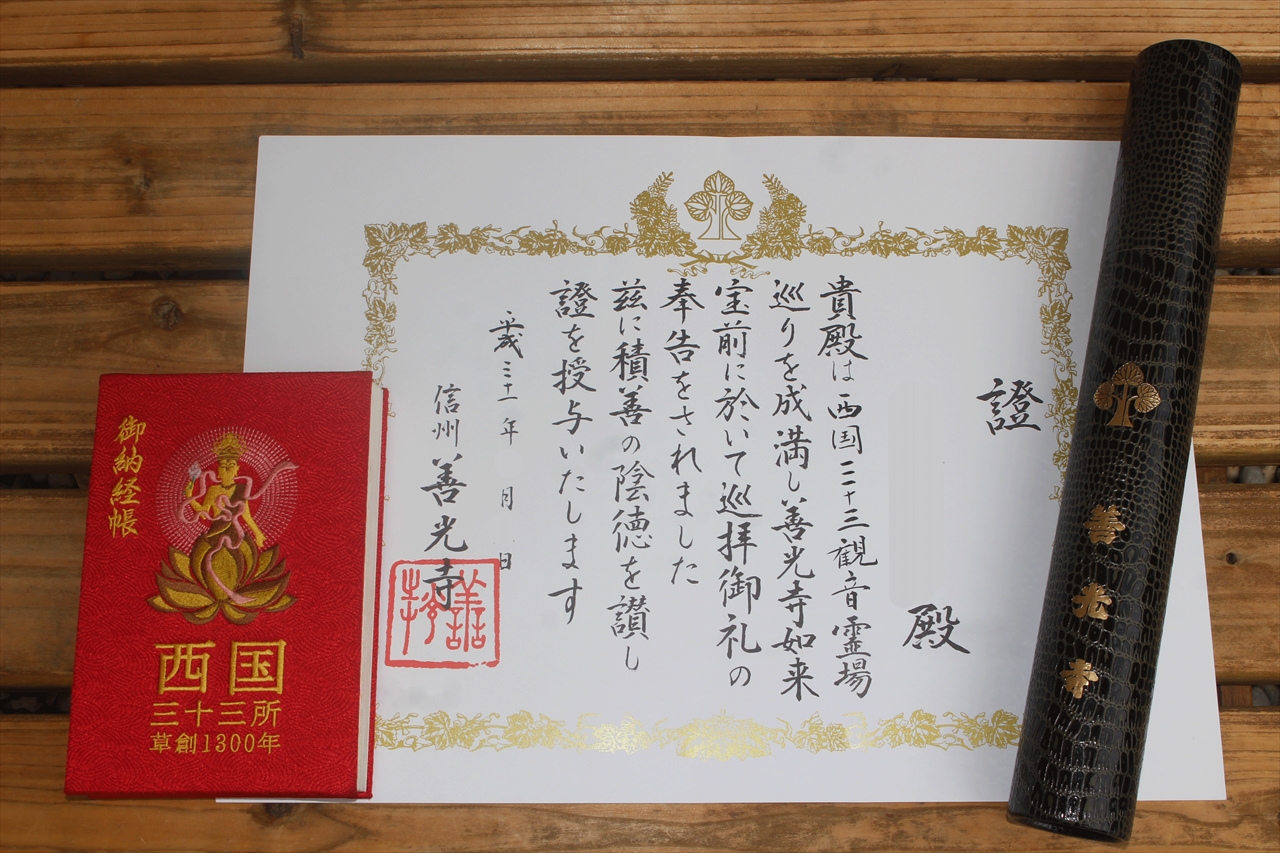 證
殿
貴殿は西国三十三観音霊場
巡りを成満し善光寺如来
宝前に於いて巡拝御礼の
奉告をされました
茲に積善の陰徳を讃し
證を授与いたします
平成三十一年 月 日
信州 善光寺
善光寺
御納経帳
西国
三十三所
草創1300年